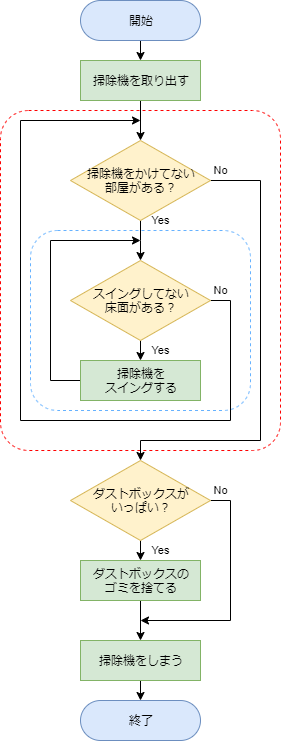 開始
掃除機を取り出す
掃除機をかけてない
部屋がある？
No
Yes
スイングしてない
床面がある？
No
Yes
掃除機を
スイングする
ダストボックスが
いっぱい？
No
Yes
ダストボックスの
ゴミを捨てる
掃除機をしまう
終了